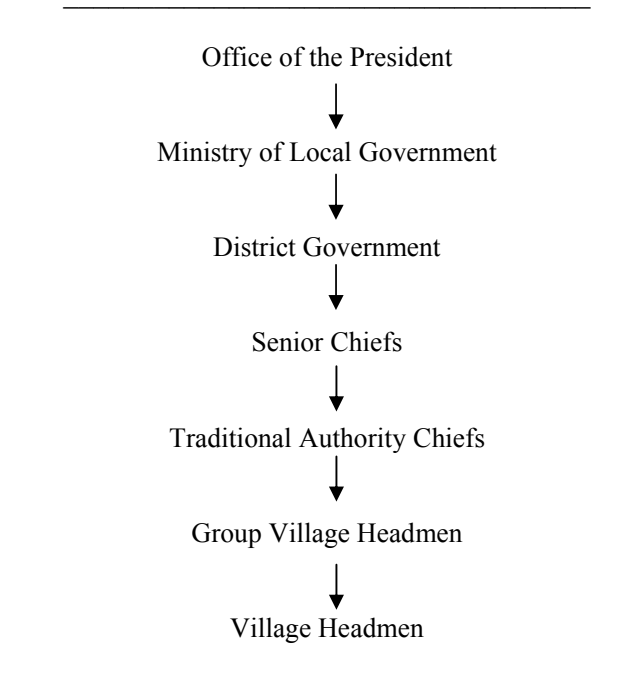 Office of the President
Ministry of Local Government
District Government
Senior Chiefs
Traditional Authority Chiefs
Group Village Headmen
Village Headmen